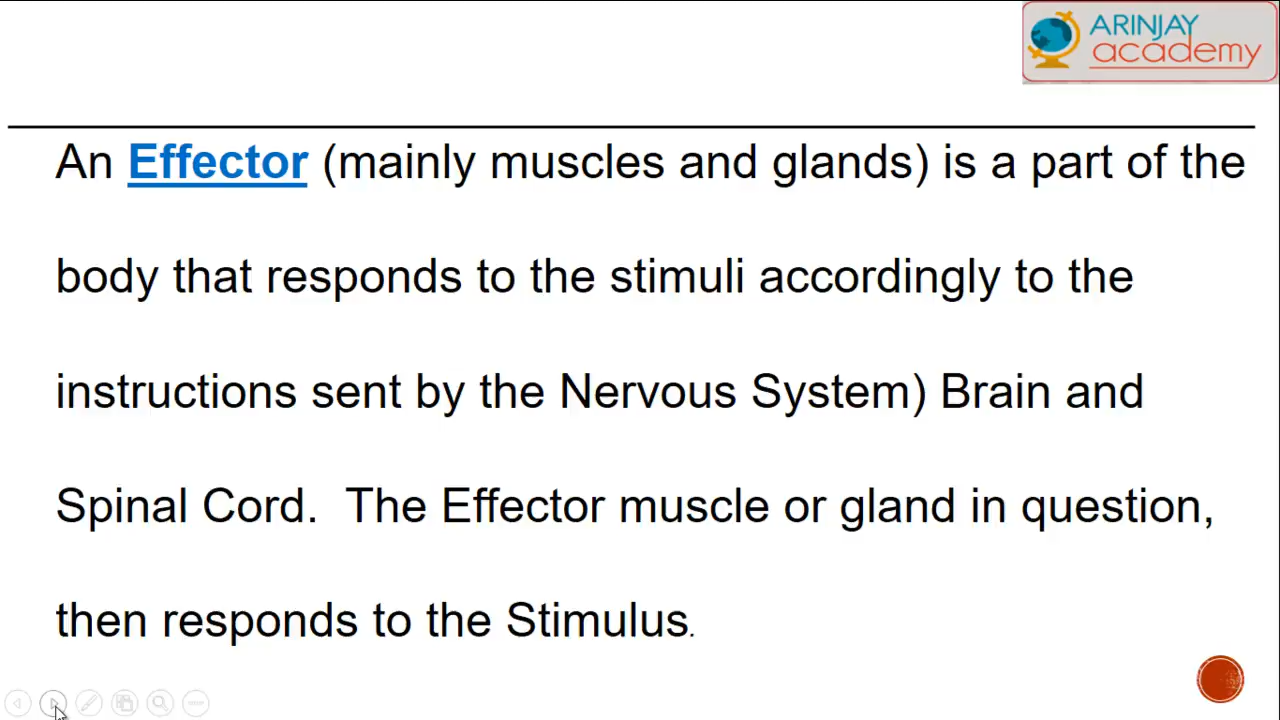 ARINJAY
academy
An Effector (mainly muscles and glands) is a part of the
body that responds to the stimuli accordingly to the
instructions sent by the Nervous System) Brain and
Spinal Cord. The Effector muscle or gland in question,
then responds to the Stimulus.